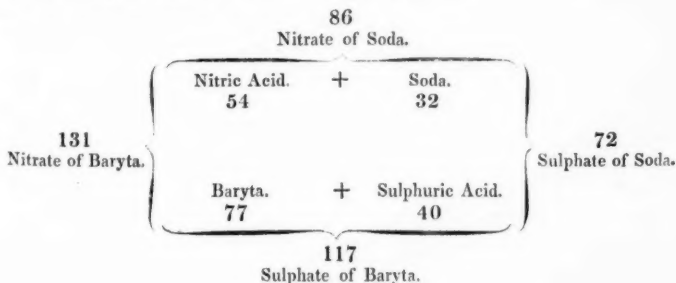 86
Nitrate of Soda.
Nitric Acid. + Soda.
54 32
131 72
Nitrate of Baryta. Sulphate of Soda.
Baryta. + Sulphuric Acid.
77 40
117
Sulphate of Baryta.